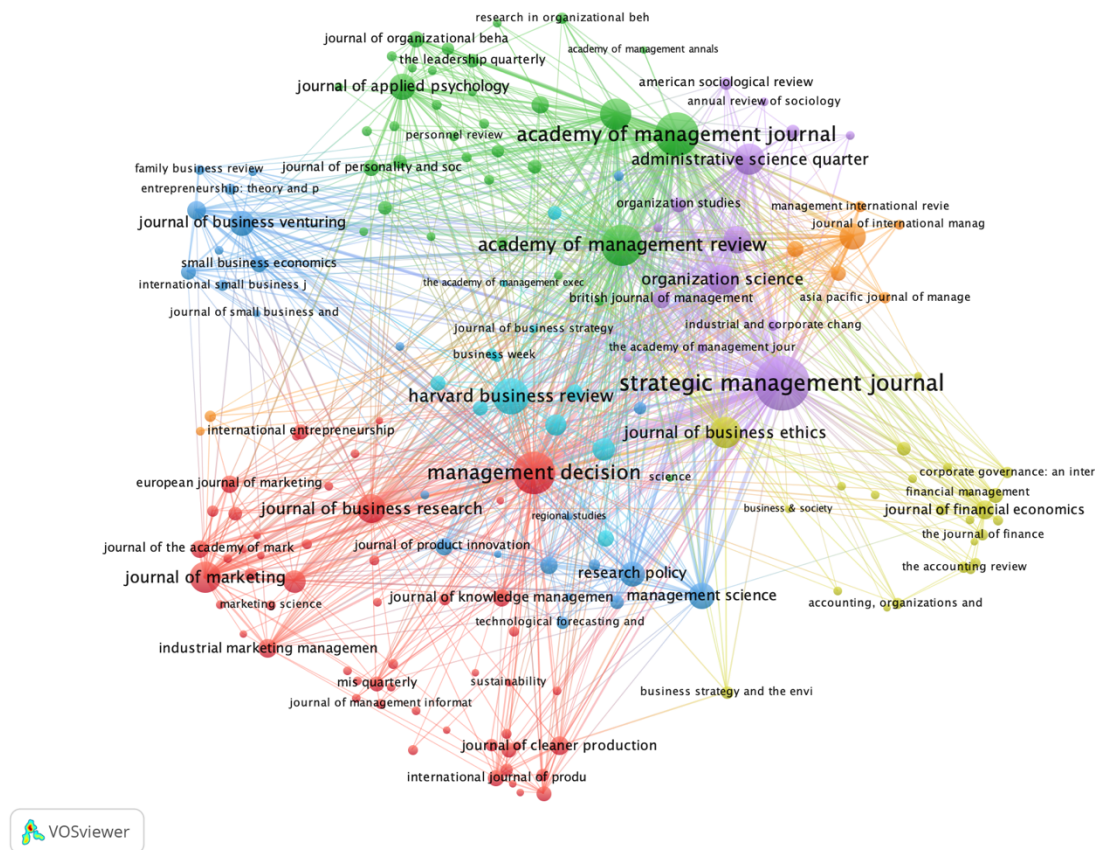 research in organizational beh
journal of organizational beha
academy of management annals
the leadership quarterly
american sociological review
journal of applied psychology
annual review of sociology
academy of management journal
personnel review
administrative science quarter
family business review
journal of personality and soc
entrepreneurship: theory and p
organization studies
management international revie
journal of business venturing
journal of international manag
academy of management review
small business economics
organization science
international small business j
the academy of management exec
british journal of management
asia pacific journal of manage
journal of small business and
journal of business strategy
industrial and corporate chang
the academy of management jour
business week
strategic management journal
harvard business review
international entrepreneurship
journal of business ethics
management decision
corporate governance: an inter
science
european journal of marketing
financial management
journal of business research
business & society
journal of financial economics
regional studies
the journal of finance
journal of the academy of mark
journal of product innovation
the accounting review
journal of marketing
research policy
management science
marketing science
journal of knowledge managemen
accounting, organizations and
technological forecasting and
industrial marketing managemen
mis quarterly
sustainability
business strategy and the envi
journal of management informat
journal of cleaner production
international journal of produ
VOSviewer